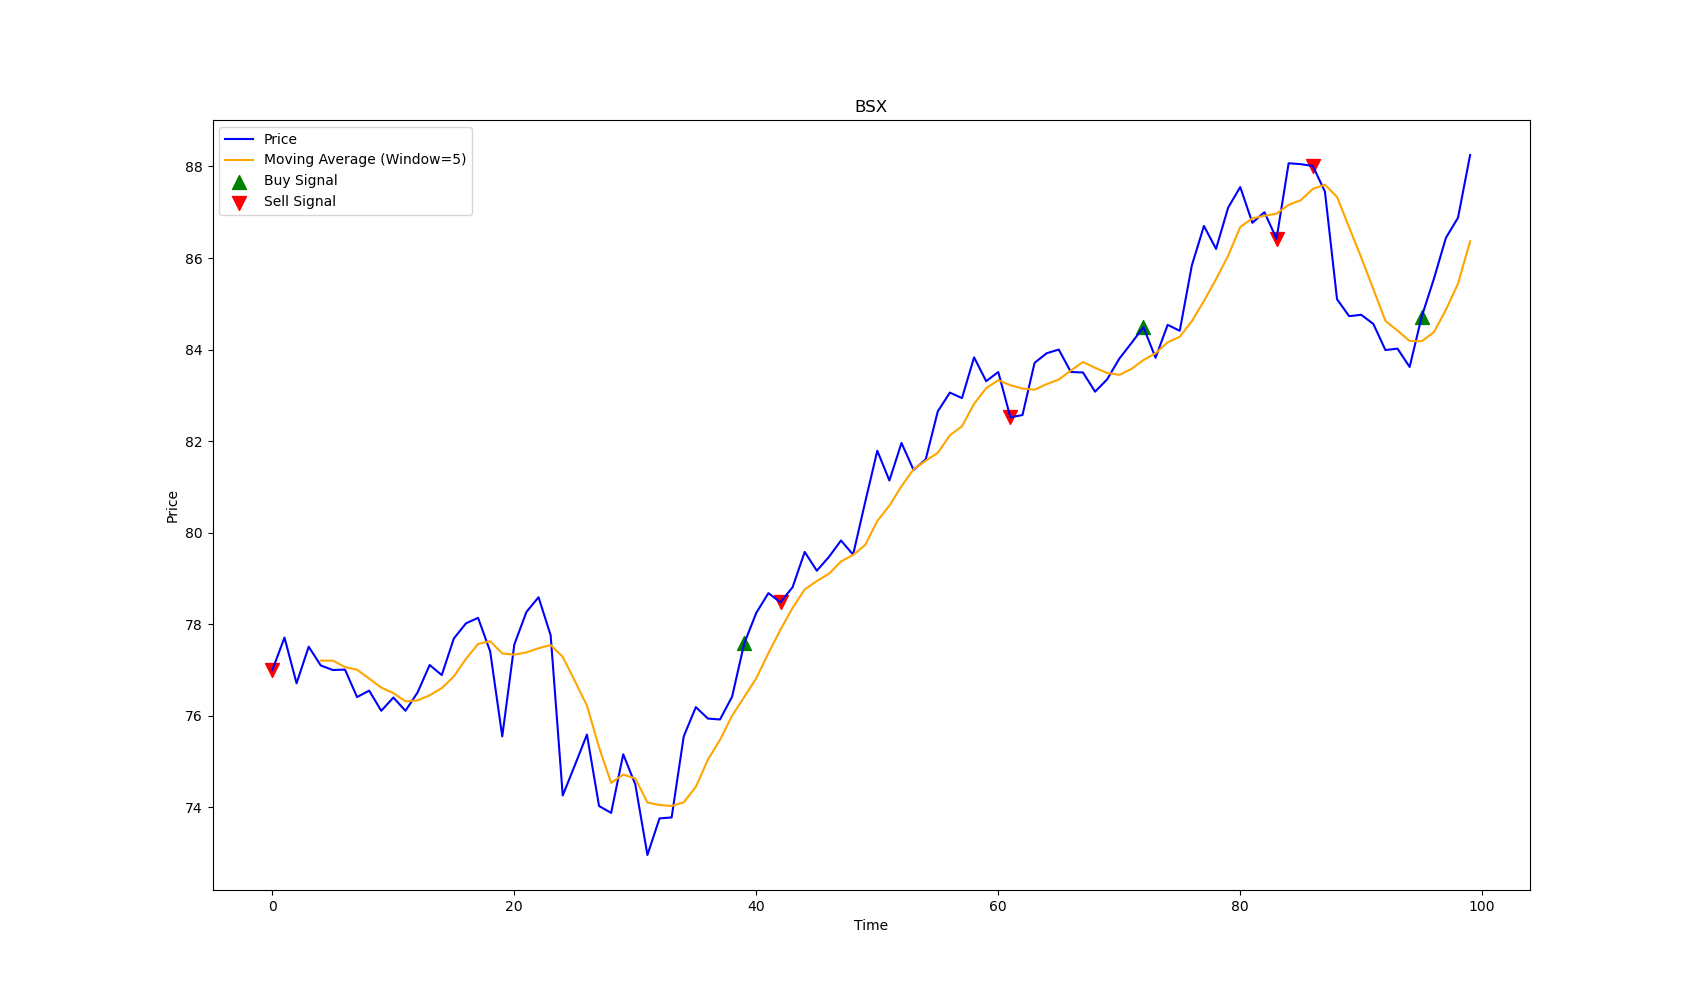 BSX
Price
Moving Average (Window=5)
Buy Signal
Sell Signal
88
86
84
82
80
78
76
74
Price
0 20 40 60 80 100
Time